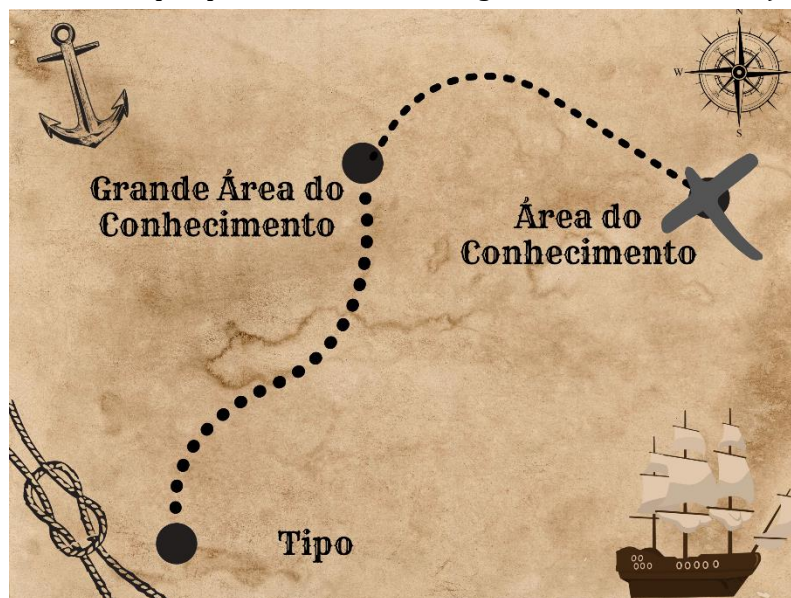 N
W
S
Grande Área do
Conhecimento
Área do
Conhecimento
Tipo